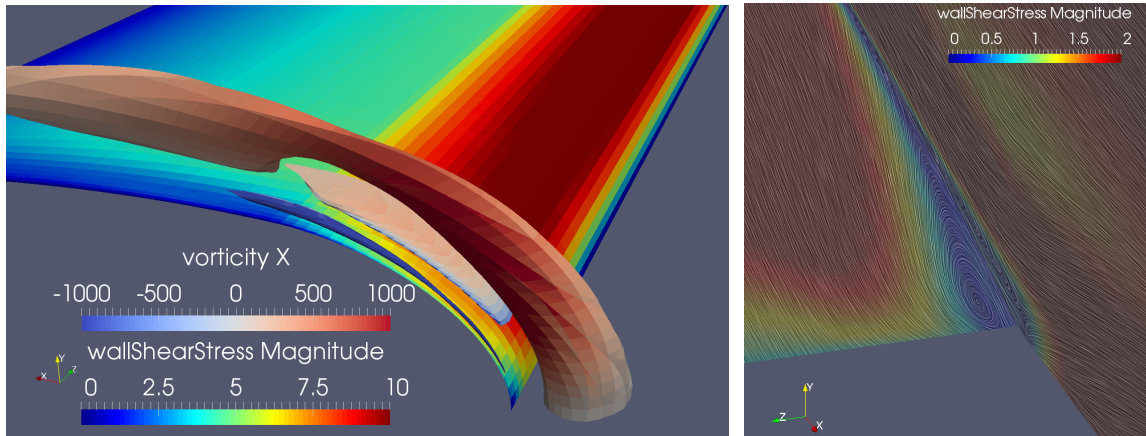 vorticity X
-1000 -500 0 500 1000
wallShearStress Magnitude
0 2.5 5 7.5 10
X Y Z
wallShearStress Magnitude
0 0.5 1 1.5 2
Y
Z X